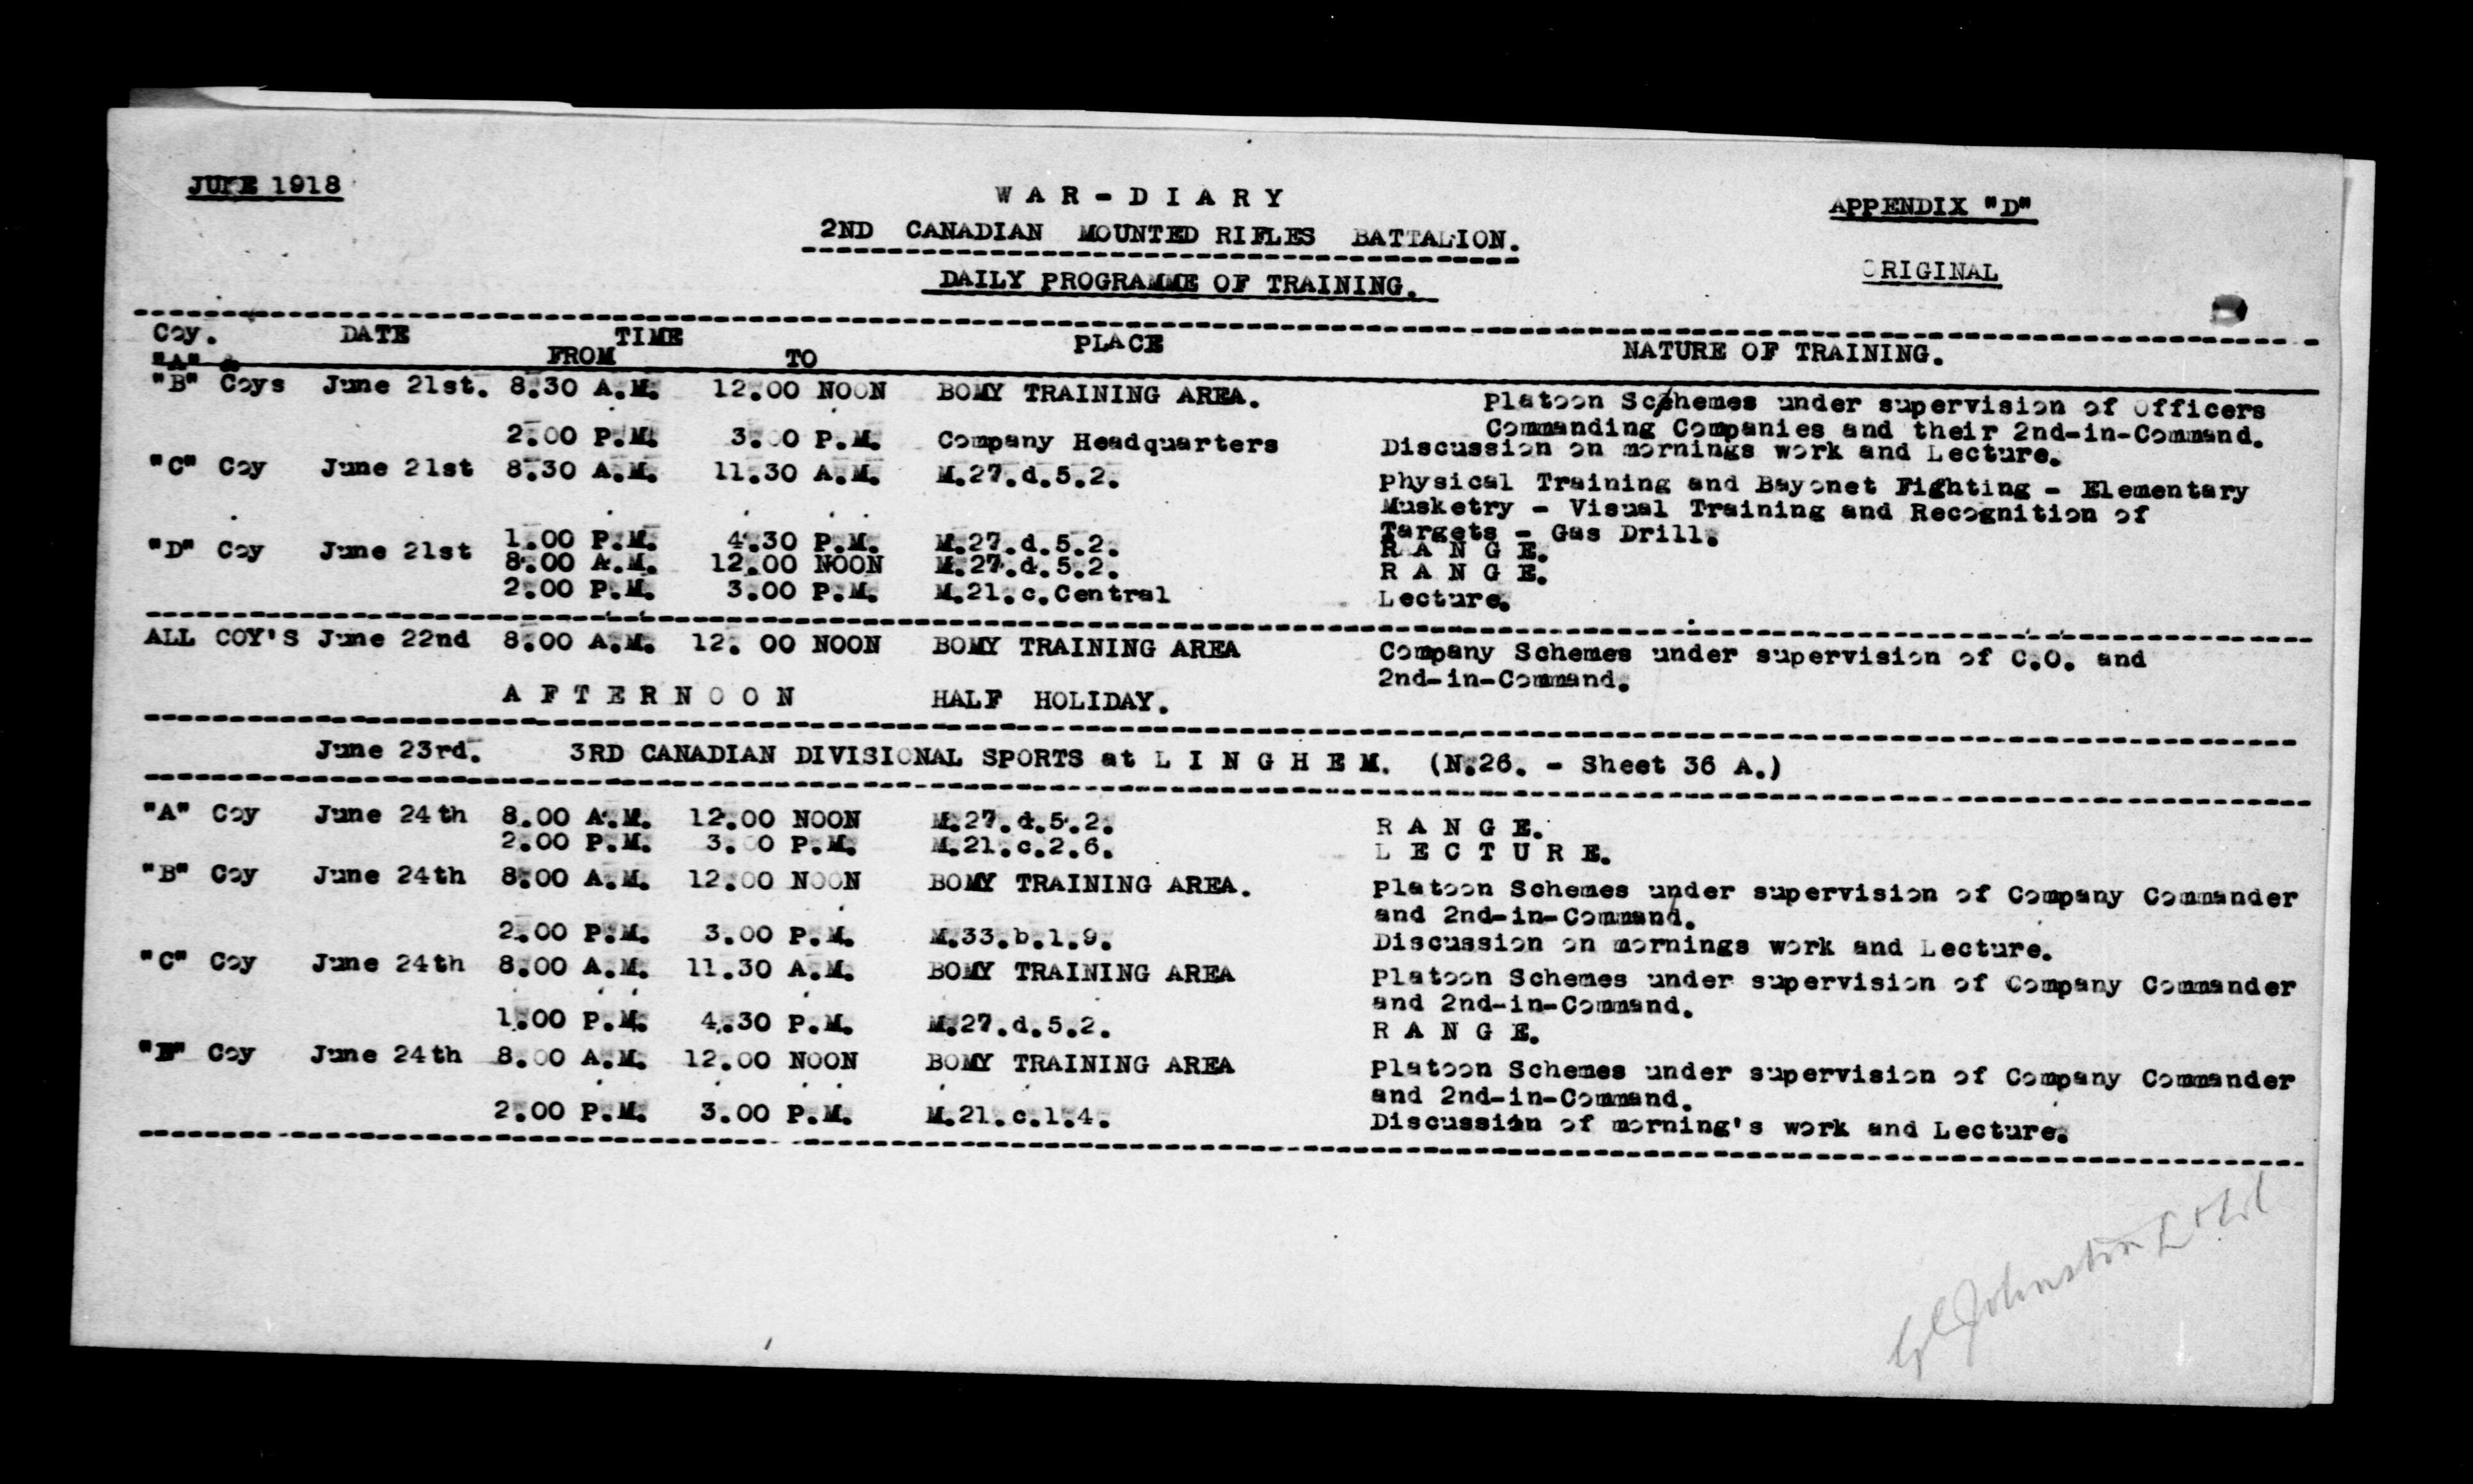 JUNE 1918
WAR-DIARY
APPENDIX "D"
2ND CANADIAN MOUNTED RIFLES BATTALION.
ORIGINAL
DAILY PROGRAMME OF TRAINING.
Coy. DATE TIME PLACE NATURE OF TRAINING.
FROM TO
"A" &
"B" Coys June 21st. 8.30 A.M. 12.00 NOON BOMY TRAINING AREA. Platoon Schemes under supervision of Officers
Commanding Companies and their 2nd-in-Command.
2.00 P.M. 3.00 P.M. Company Headquarters Discussion on mornings work and Lecture.
"C" Coy June 21st 8.30 A.M. 11.30 A.M. M.27.d.5.2. Physical Training and Bayonet Fighting - Elementary
Musketry - Visual Training and Recognition of
Targets - Gas Drill.
1.00 P.M. 4.30 P.M. M.27.d.5.2. R A N G E.
"D" Coy June 21st 8.00 A.M. 12.00 NOON M.27.d.5.2. R A N G E.
2.00 P.M. 3.00 P.M. M.21.c.Central Lecture.
ALL COY'S June 22nd 8.00 A.M. 12. 00 NOON BOMY TRAINING AREA Company Schemes under supervision of C.O. and
2nd-in-Command.
A F T E R N O O N HALF HOLIDAY.
June 23rd. 3RD CANADIAN DIVISIONAL SPORTS at L I N G H E M. (N.26. - Sheet 36 A.)
"A" Coy June 24th 8.00 A.M. 12.00 NOON M.27.d.5.2. R A N G E.
2.00 P.M. 3.00 P.M. M.21.c.2.6. L E C T U R E.
"B" Coy June 24th 8.00 A.M. 12.00 NOON BOMY TRAINING AREA. Platoon Schemes under supervision of Company Commander
and 2nd-in-Command.
2.00 P.M. 3.00 P.M. M.33.b.1.9. Discussion on mornings work and Lecture.
"C" Coy June 24th 8.00 A.M. 11.30 A.M. BOMY TRAINING AREA Platoon Schemes under supervision of Company Commander
and 2nd-in-Command.
1.00 P.M. 4.30 P.M. M.27.d.5.2. R A N G E.
"D" Coy June 24th 8.00 A.M. 12.00 NOON BOMY TRAINING AREA Platoon Schemes under supervision of Company Commander
and 2nd-in-Command.
2.00 P.M. 3.00 P.M. M.21.c.1.4. Discussion of morning's work and Lecture.
Johnston